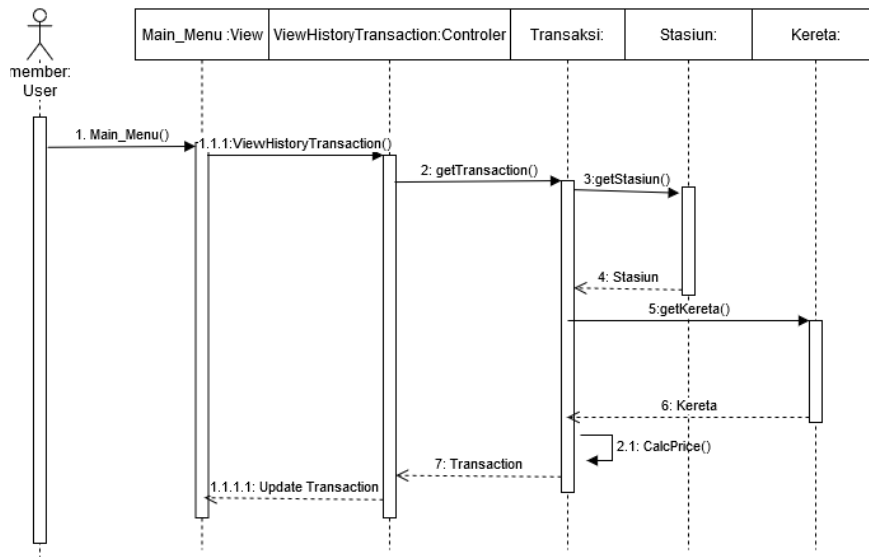 Main_Menu :View
ViewHistoryTransaction:Controler
Transaksi:
Stasiun:
Kereta:
member:
User
1. Main_Menu()
1.1.1:ViewHistoryTransaction()
2: getTransaction()
3:getStasiun()
4: Stasiun
5:getKereta()
6: Kereta
2.1: CalcPrice()
7: Transaction
1.1.1.1: Update Transaction